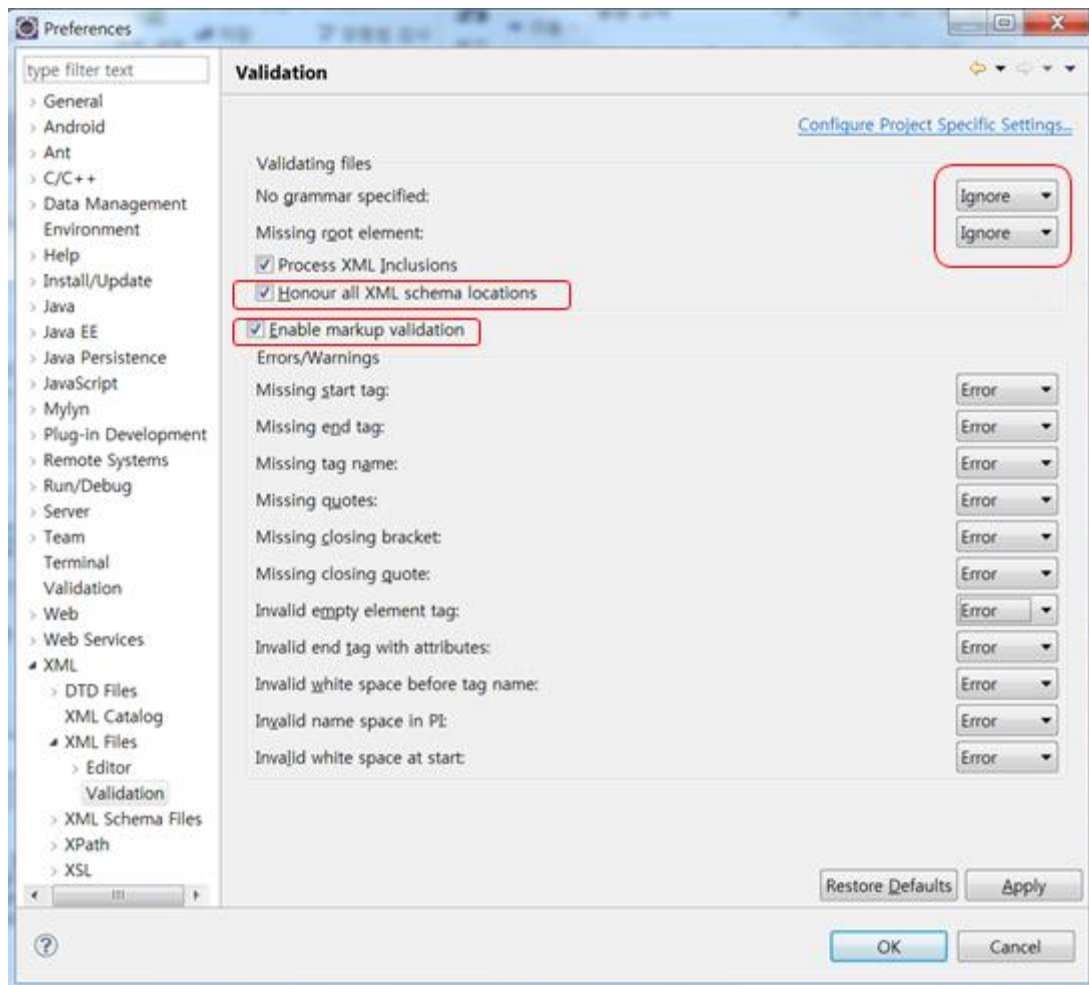 Preferences
type filter text
General
Android
Ant
C/C++
Data Management
Environment
Help
Install/Update
Java
Java EE
Java Persistence
JavaScript
Mylyn
Plug-in Development
Remote Systems
Run/Debug
Server
Team
Terminal
Validation
Web
Web Services
XML
DTD Files
XML Catalog
XML Files
Editor
Validation
XML Schema Files
XPath
XSL
Validation
Configure Project Specific Settings...
Validating files
No grammar specified: Ignore
Missing root element: Ignore
Process XML Inclusions
Honour all XML schema locations
Enable markup validation
Errors/Warnings
Missing start tag: Error
Missing end tag: Error
Missing tag name: Error
Missing quotes: Error
Missing closing bracket: Error
Missing closing quote: Error
Invalid empty element tag: Error
Invalid end tag with attributes: Error
Invalid white space before tag name: Error
Invalid name space in PI: Error
Invalid white space at start: Error
Restore Defaults Apply
OK Cancel